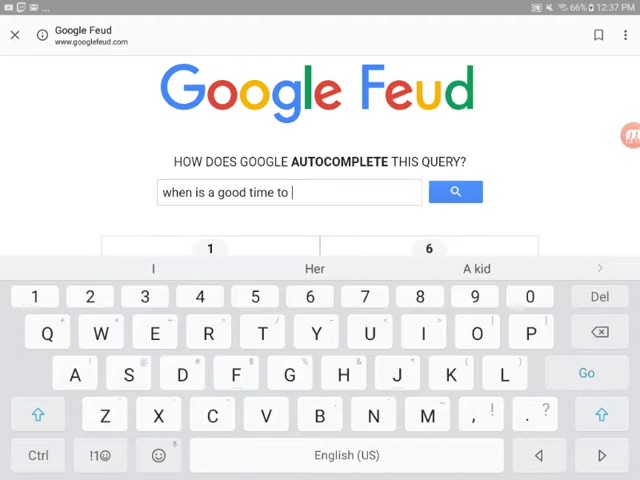 66% 12:37 PM
Google Feud
www.googlefeud.com
Google Feud
HOW DOES GOOGLE AUTOCOMPLETE THIS QUERY?
when is a good time to
1 6
I Her A kid
1 2 3 4 5 6 7 8 9 0 Del
Q W E R T Y U I O P
A S D F G H J K L Go
Z X C V B N M , ! . ?
Ctrl !1☺ English (US)